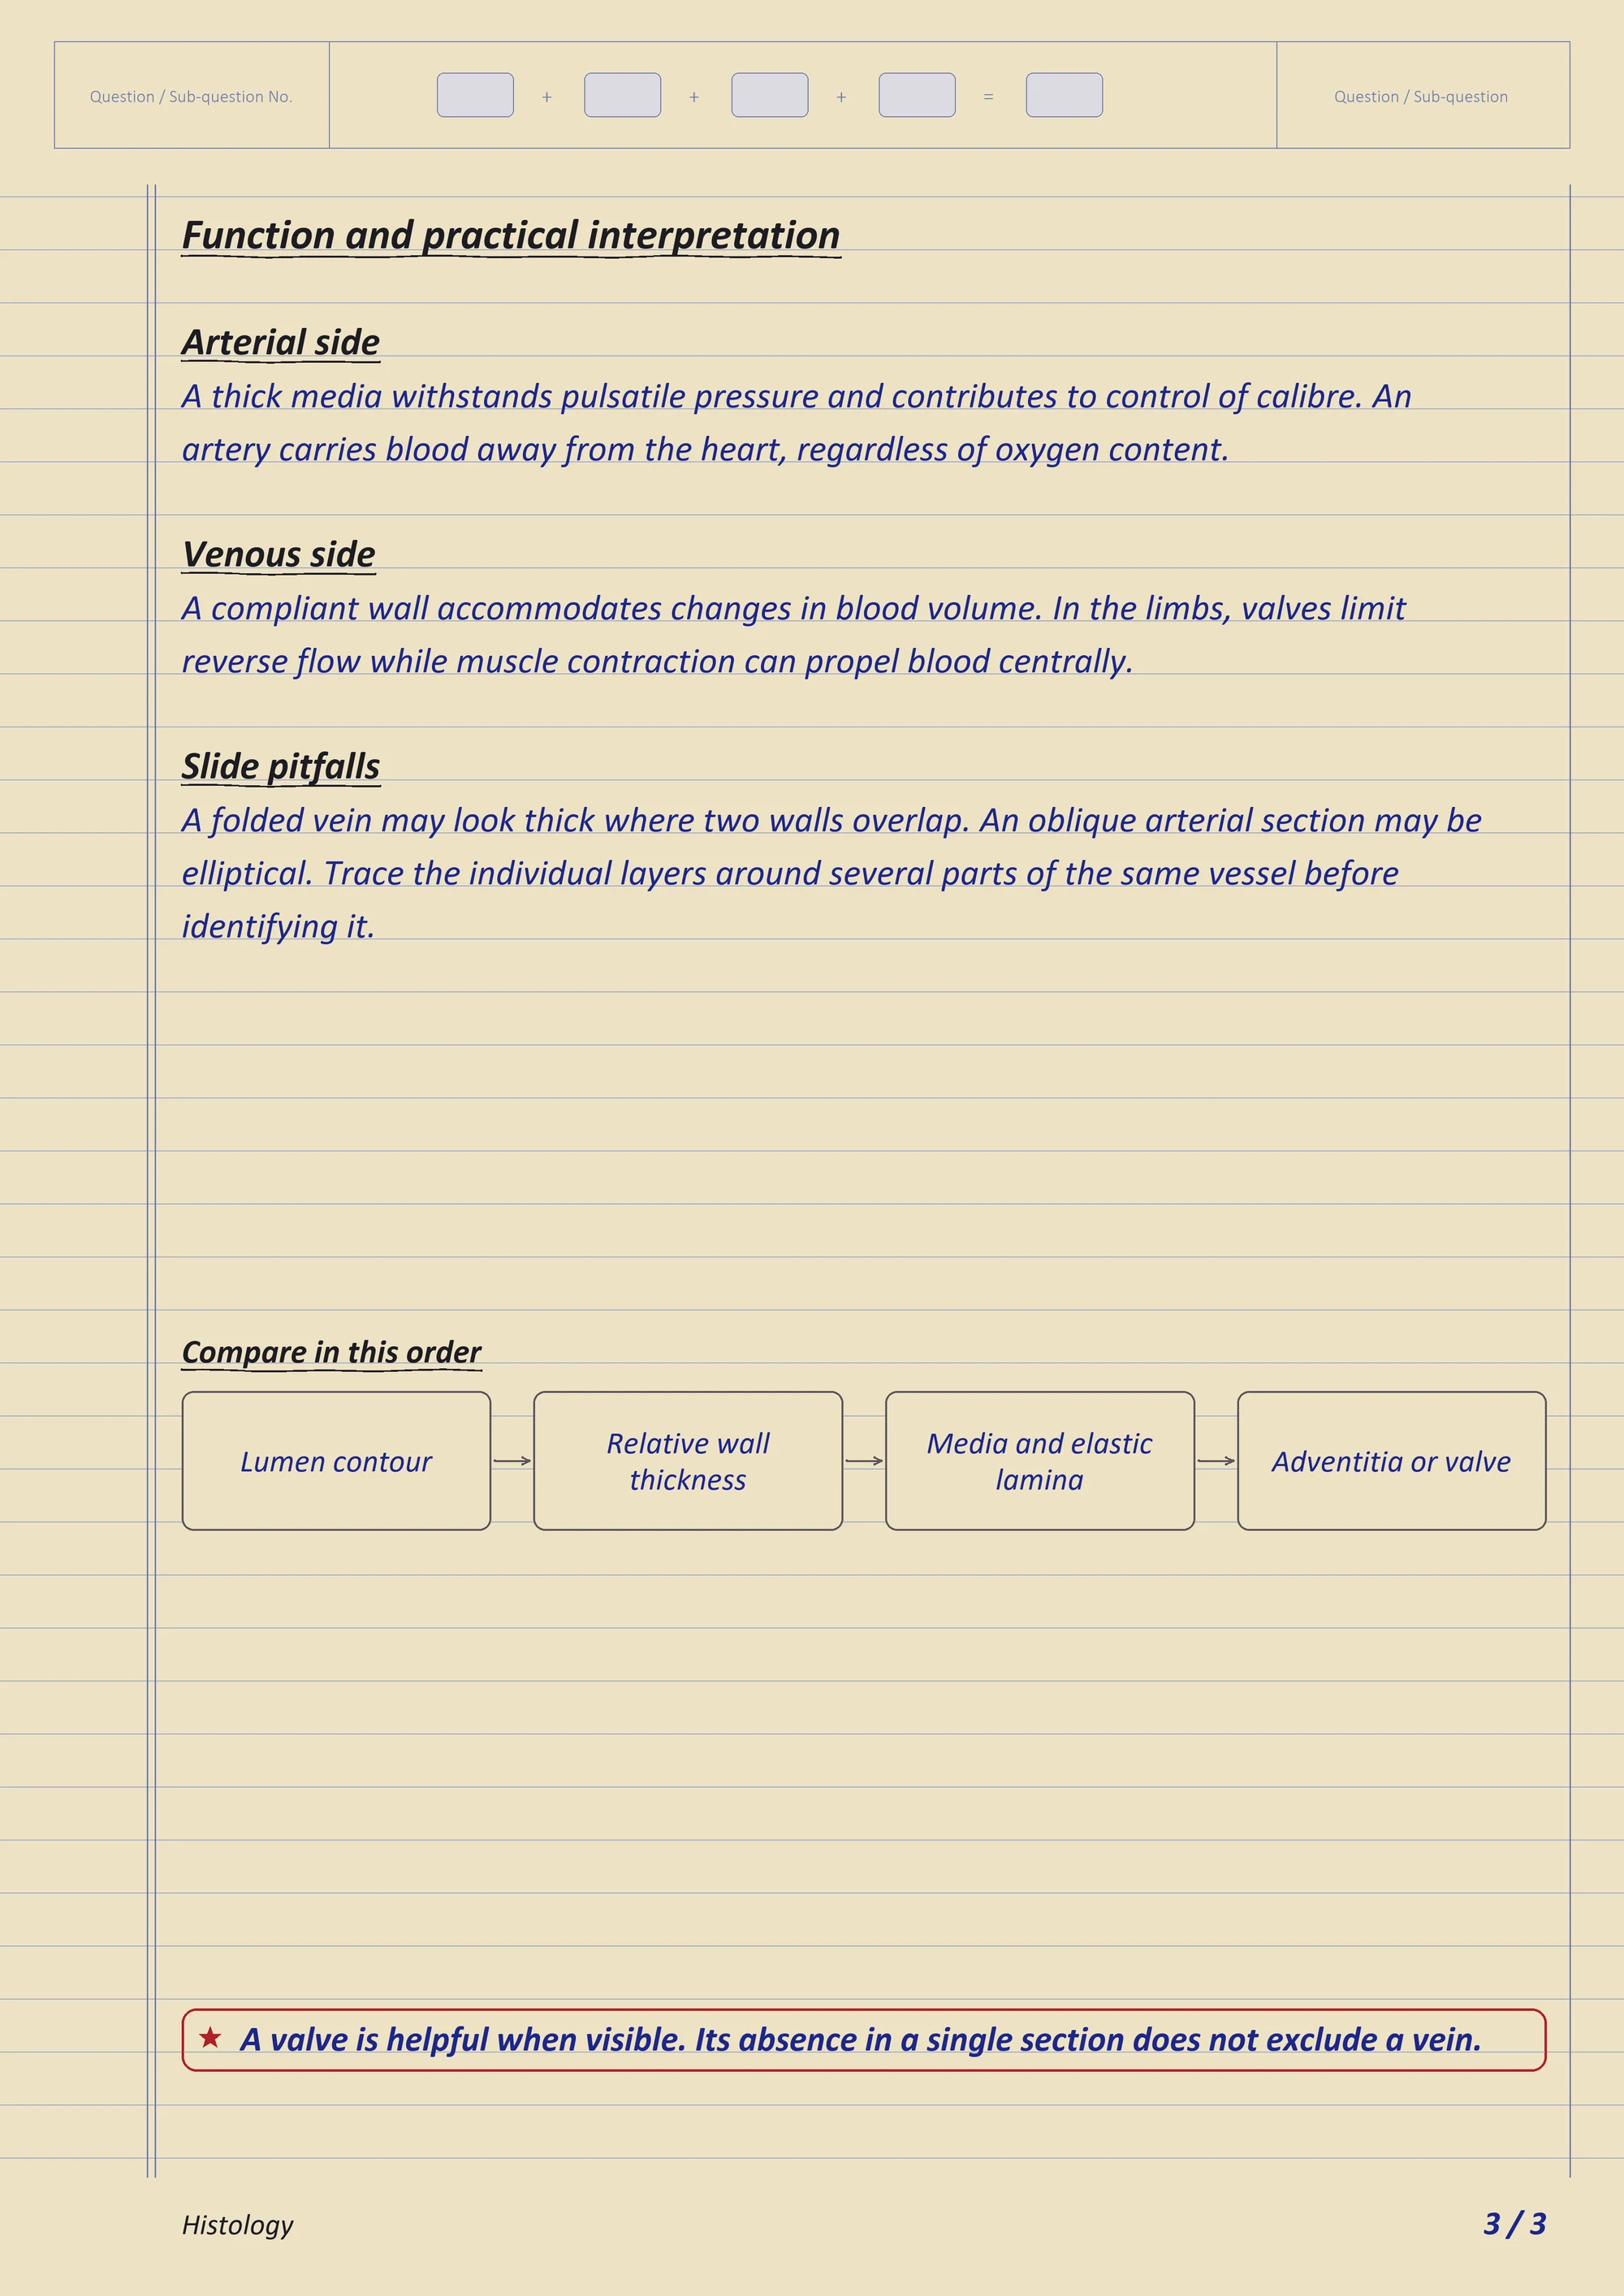 Question / Sub-question No.
+ + + =
Question / Sub-question
Function and practical interpretation
Arterial side
A thick media withstands pulsatile pressure and contributes to control of calibre. An
artery carries blood away from the heart, regardless of oxygen content.
Venous side
A compliant wall accommodates changes in blood volume. In the limbs, valves limit
reverse flow while muscle contraction can propel blood centrally.
Slide pitfalls
A folded vein may look thick where two walls overlap. An oblique arterial section may be
elliptical. Trace the individual layers around several parts of the same vessel before
identifying it.
Compare in this order
Lumen contour
Relative wall
thickness
Media and elastic
lamina
Adventitia or valve
★ A valve is helpful when visible. Its absence in a single section does not exclude a vein.
Histology
3 / 3